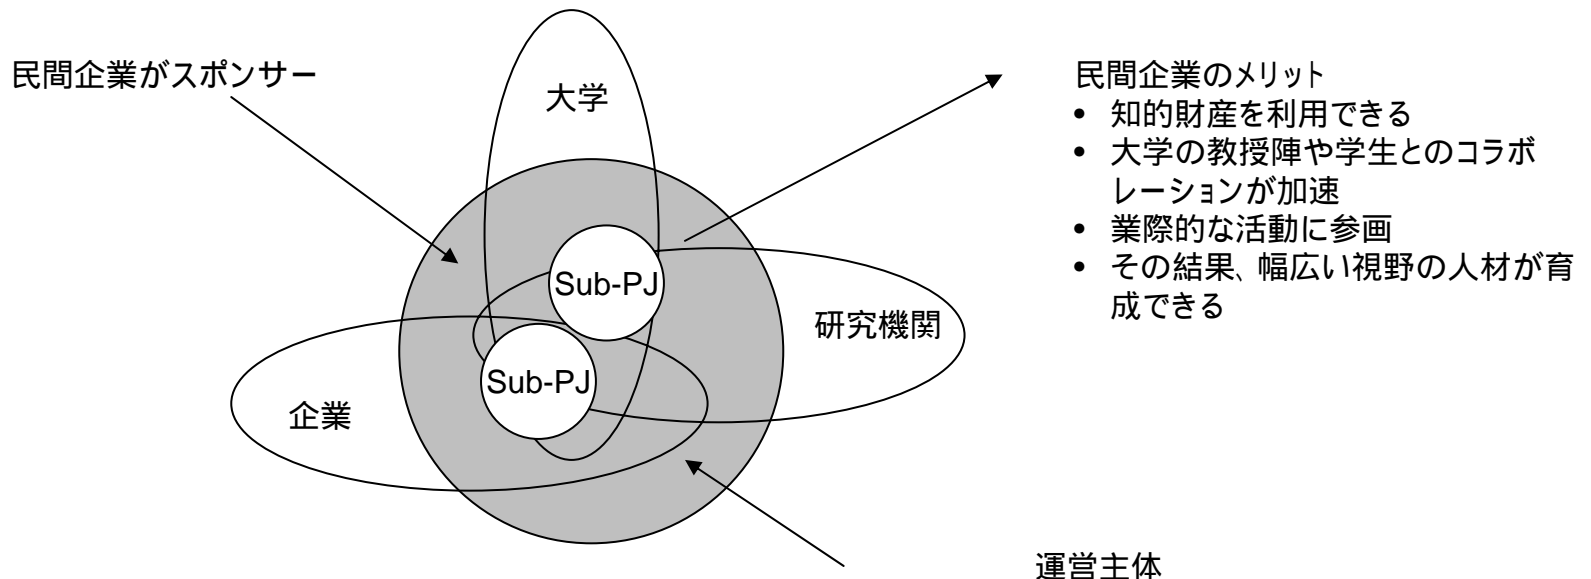 民間企業がスポンサー
大学
民間企業のメリット
• 知的財産を利用できる
• 大学の教授陣や学生とのコラボ
レーションが加速
• 業際的な活動に参画
• その結果、幅広い視野の人材が育
成できる
Sub-PJ
研究機関
Sub-PJ
企業
運営主体